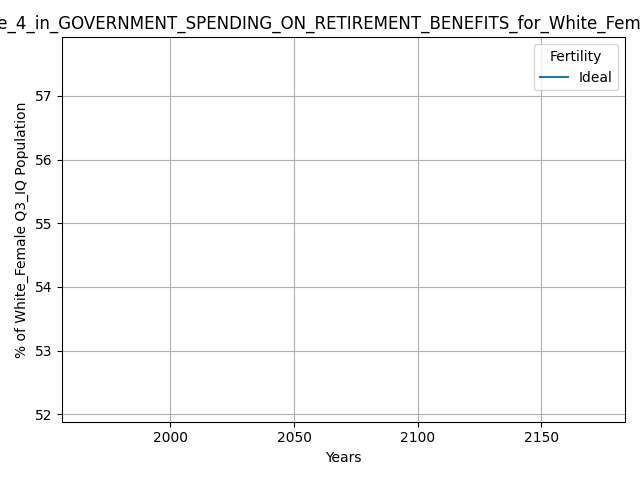 e_4_in_GOVERNMENT_SPENDING_ON_RETIREMENT_BENEFITS_for_White_Fem
Fertility
Ideal
57
56
55
54
53
52
% of White_Female Q3_IQ Population
2000 2050 2100 2150
Years